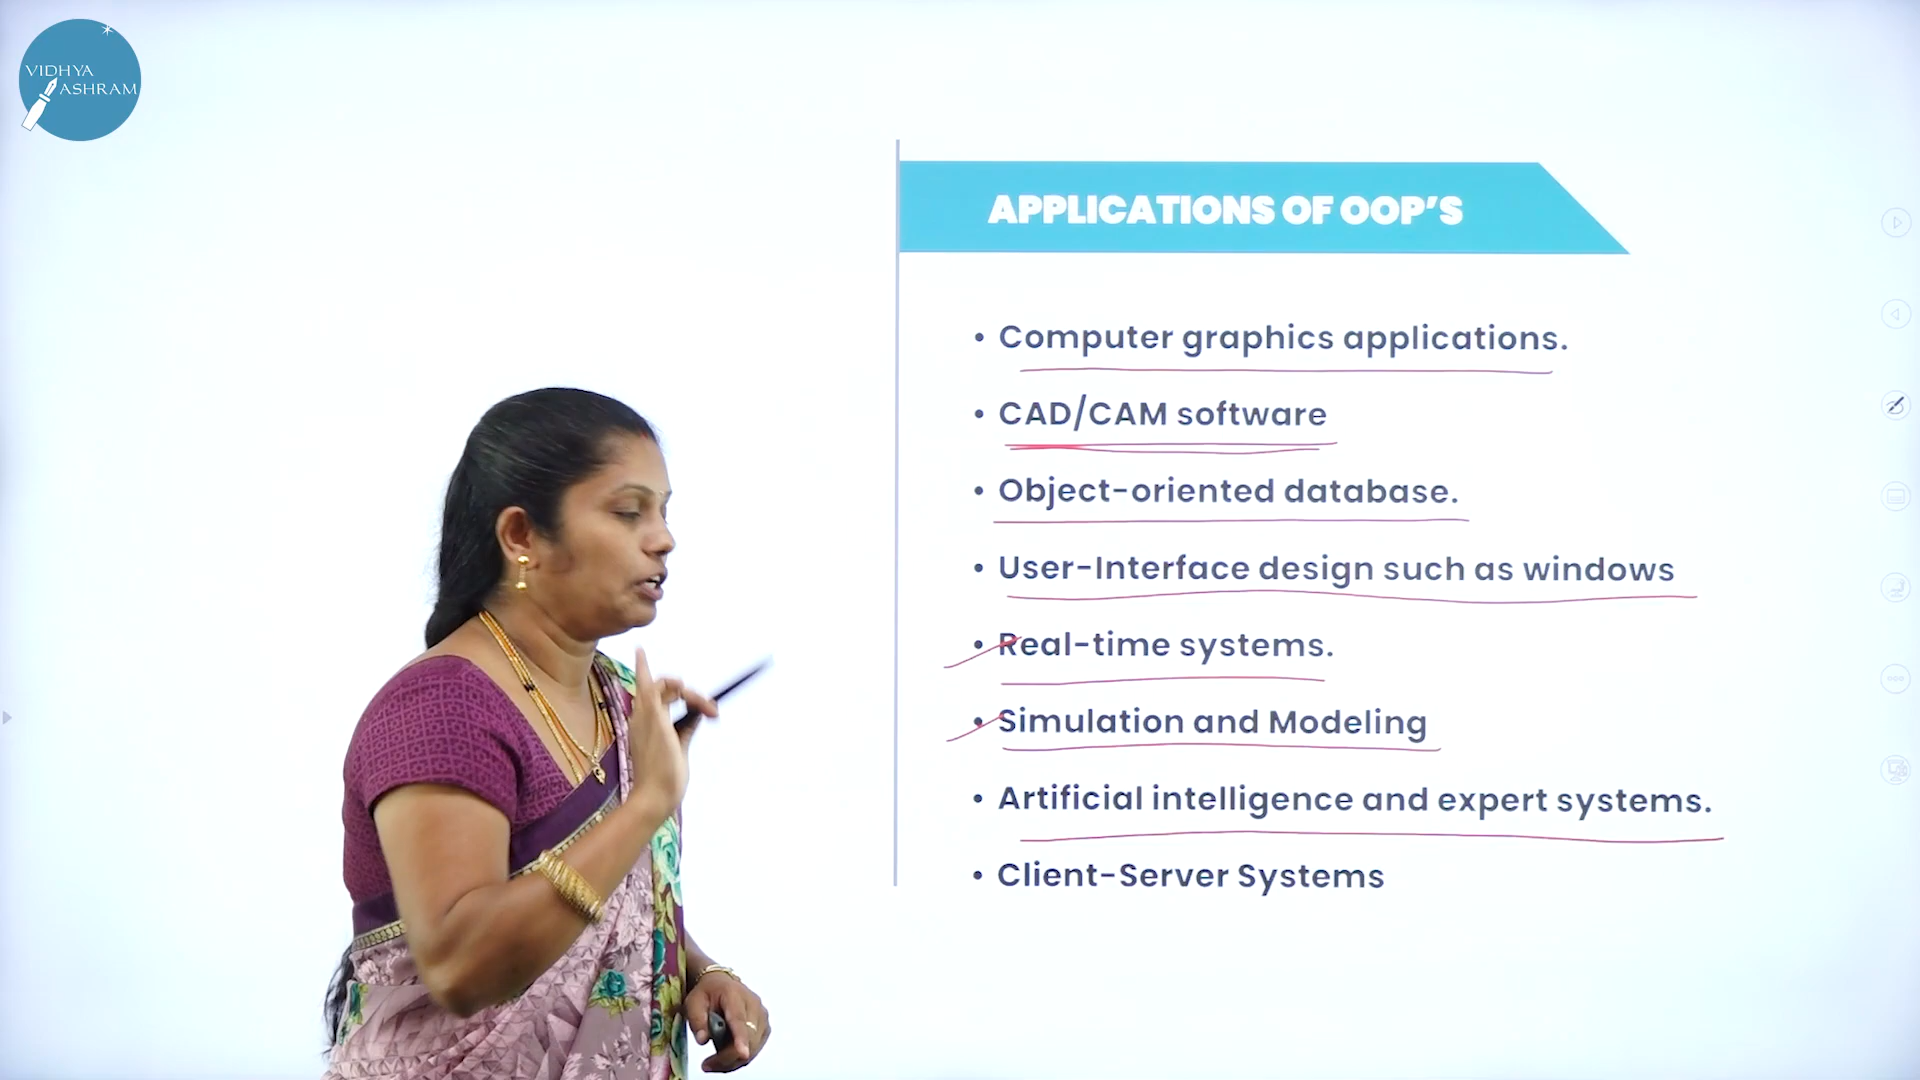 VIDHYA
ASHRAM
APPLICATIONS OF OOP'S
• Computer graphics applications.
• CAD/CAM software
• Object-oriented database.
• User-Interface design such as windows
• Real-time systems.
• Simulation and Modeling
• Artificial intelligence and expert systems.
• Client-Server Systems